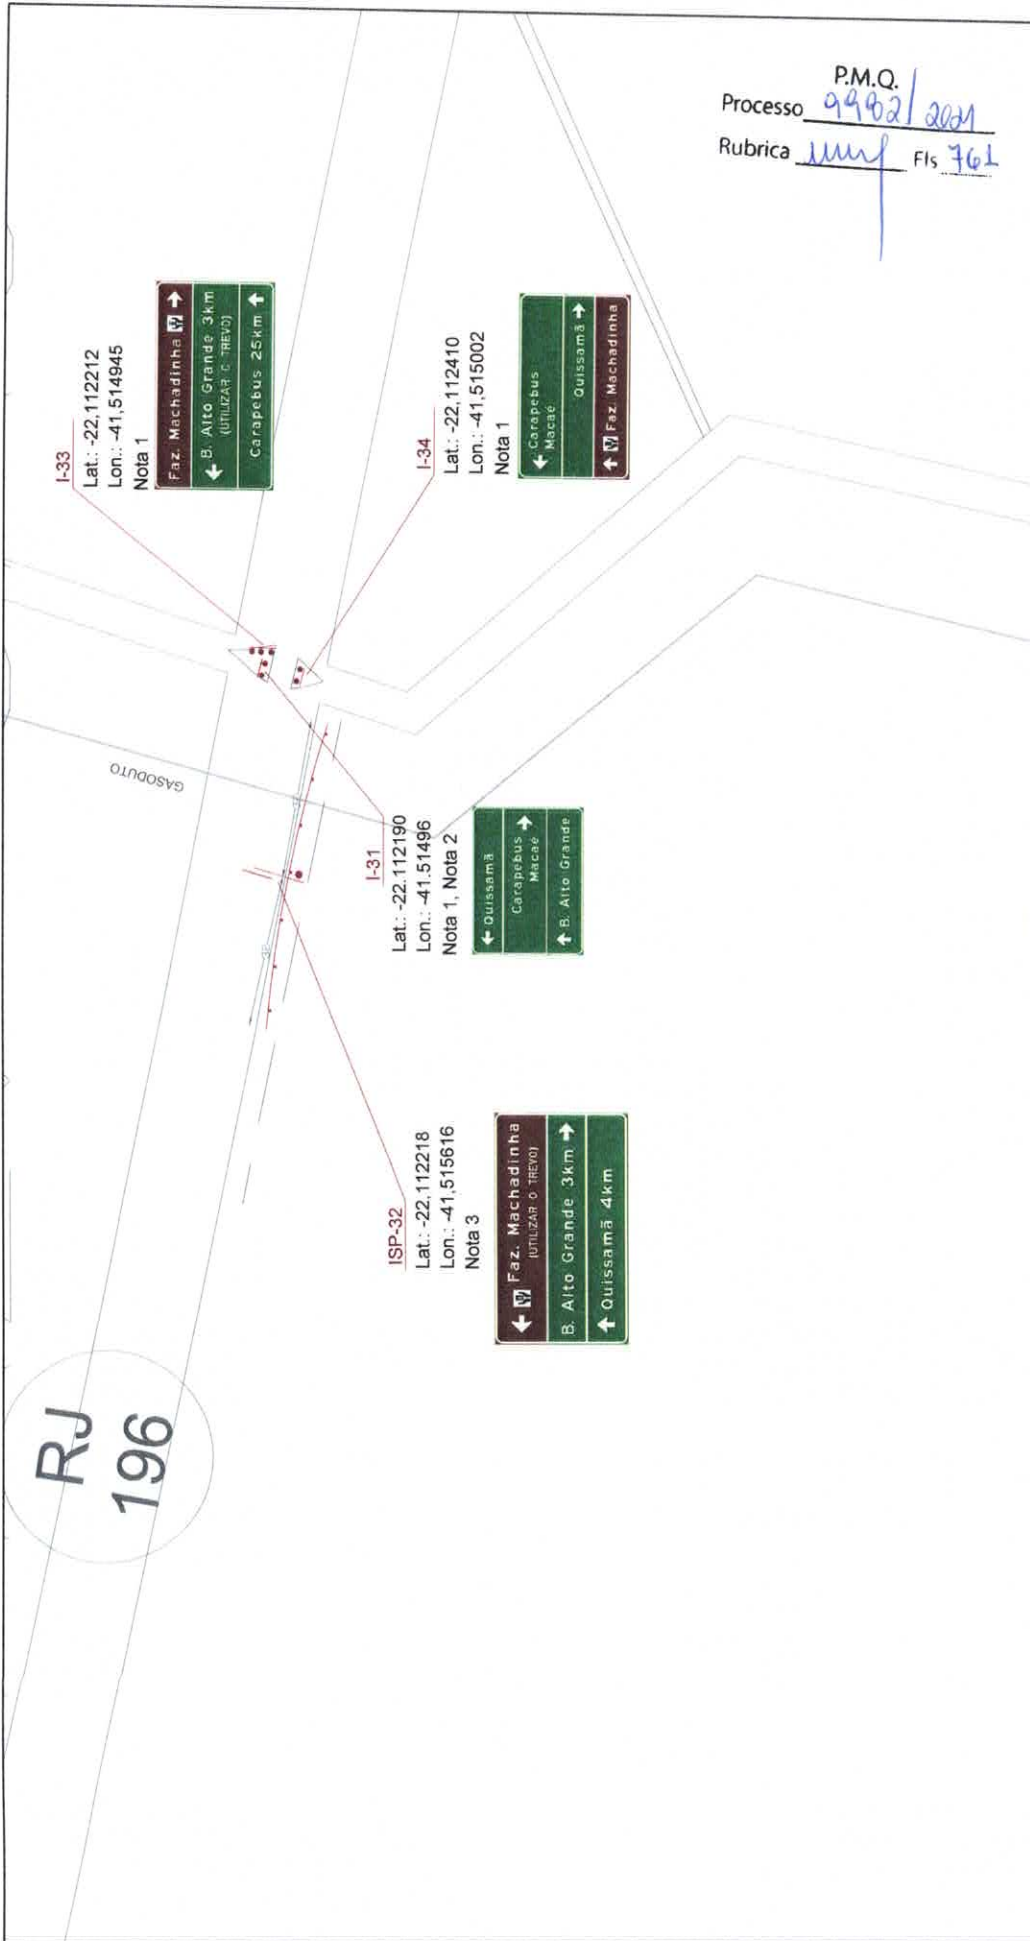 P.M.Q.
Processo 9982/2021
Rubrica Fls 761
I-33
Lat.: -22,112212
Lon.: -41,514945
Nota 1
Faz. Machadinha →
← B. Alto Grande 3km
(UTILIZAR O TREVO)
Carapebus 25km ↑
I-34
Lat.: -22,112410
Lon.: -41,515002
Nota 1
← Carapebus
Macaé
Quissamã →
↑ Faz. Machadinha
GASODUTO
I-31
Lat.: -22.112190
Lon.: -41.51496
Nota 1, Nota 2
← Quissamã
Carapebus →
Macaé
↑ B. Alto Grande
32
ISP-32
Lat.: -22,112218
Lon.: -41,515616
Nota 3
← Faz. Machadinha
(UTILIZAR O TREVO)
B. Alto Grande 3km →
↑ Quissamã 4km
RJ
196